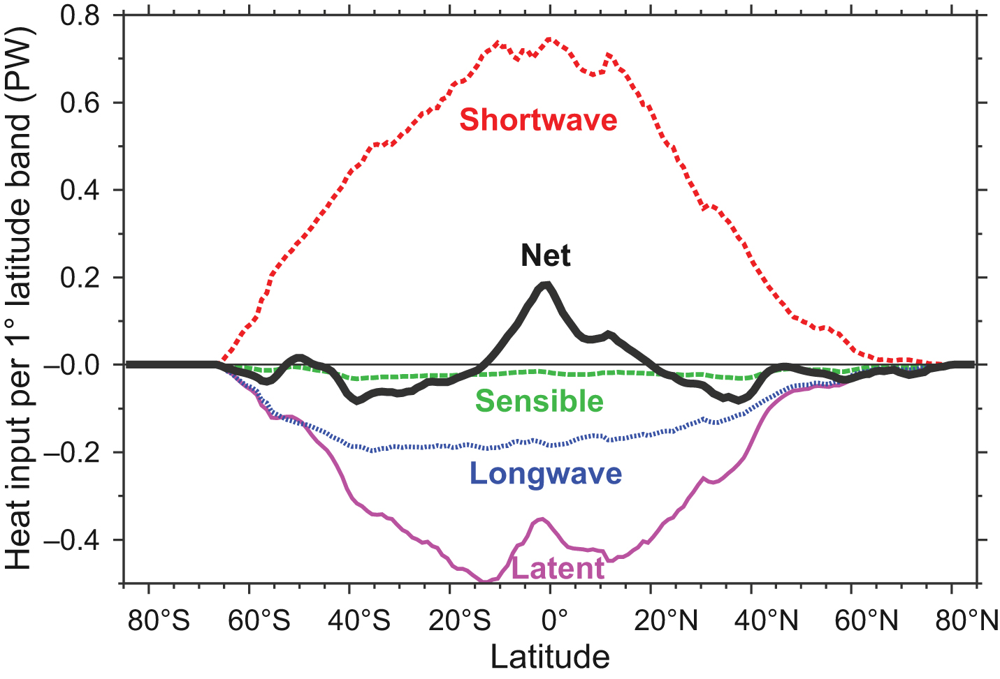 Heat input per 1° latitude band (PW)
0.8
0.6
0.4
0.2
–0.0
–0.2
–0.4
Shortwave
Net
Sensible
Longwave
Latent
80°S 60°S 40°S 20°S 0° 20°N 40°N 60°N 80°N
Latitude